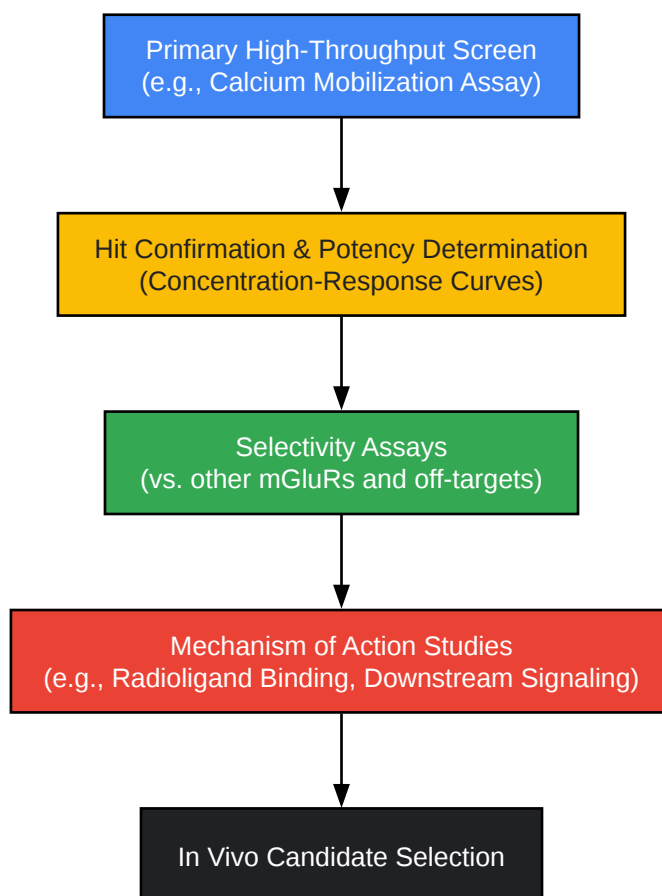 Primary High-Throughput Screen
(e.g., Calcium Mobilization Assay)
Hit Confirmation & Potency Determination
(Concentration-Response Curves)
Selectivity Assays
(vs. other mGluRs and off-targets)
Mechanism of Action Studies
(e.g., Radioligand Binding, Downstream Signaling)
In Vivo Candidate Selection